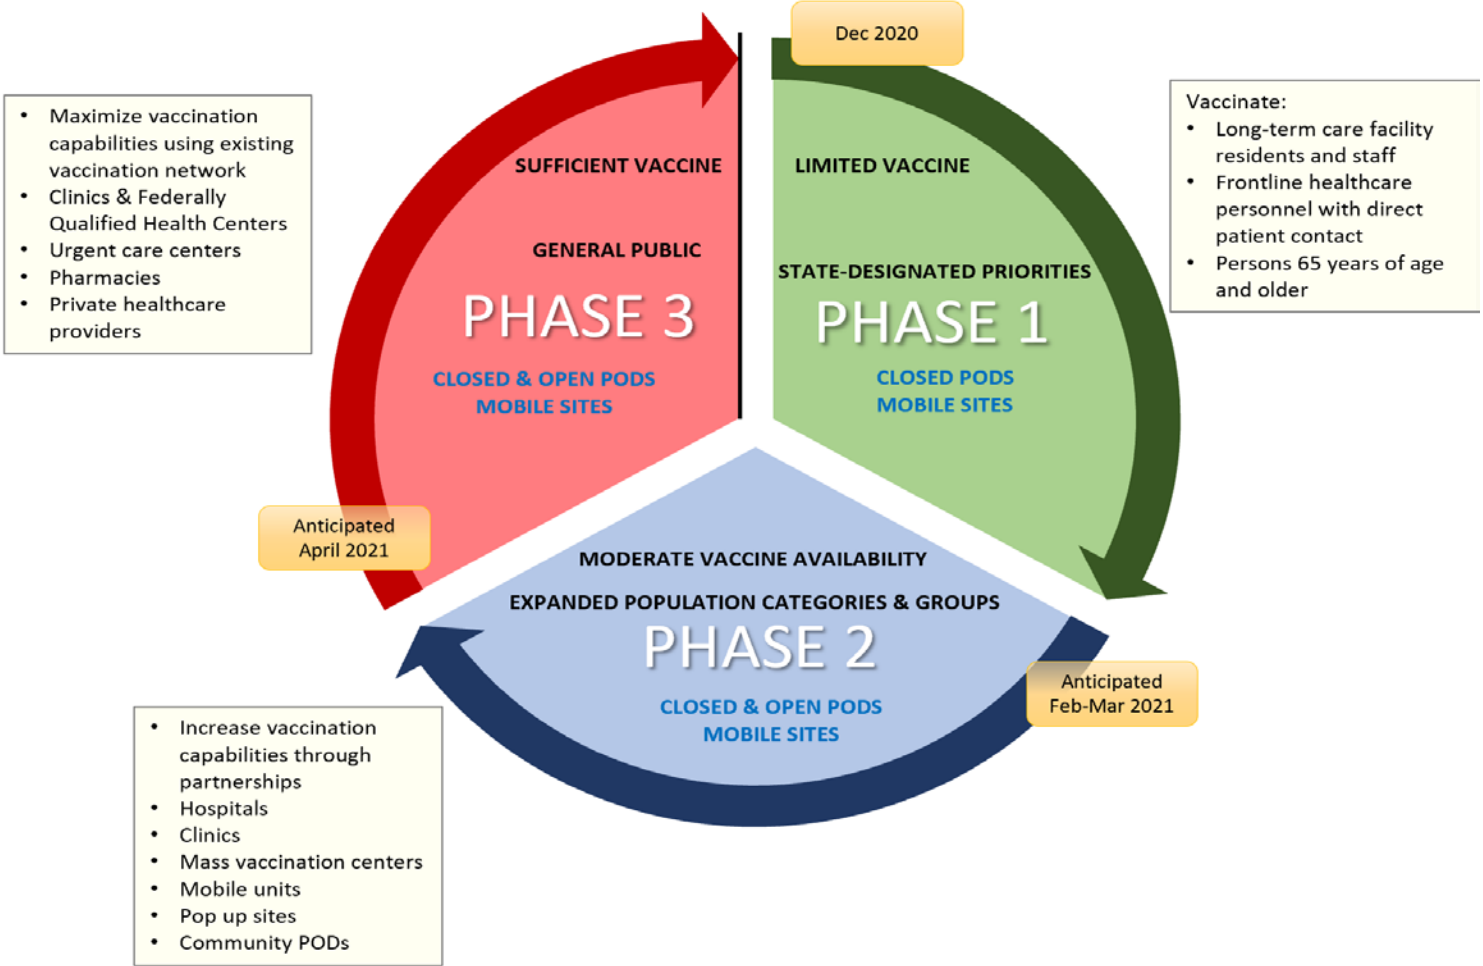 Dec 2020
LIMITED VACCINE
STATE-DESIGNATED PRIORITIES
PHASE 1
CLOSED PODS
MOBILE SITES
Vaccinate:
• Long-term care facility
residents and staff
• Frontline healthcare
personnel with direct
patient contact
• Persons 65 years of age
and older
Anticipated
Feb-Mar 2021
MODERATE VACCINE AVAILABILITY
EXPANDED POPULATION CATEGORIES & GROUPS
PHASE 2
CLOSED & OPEN PODS
MOBILE SITES
• Increase vaccination
capabilities through
partnerships
• Hospitals
• Clinics
• Mass vaccination centers
• Mobile units
• Pop up sites
• Community PODs
Anticipated
April 2021
SUFFICIENT VACCINE
GENERAL PUBLIC
PHASE 3
CLOSED & OPEN PODS
MOBILE SITES
• Maximize vaccination
capabilities using existing
vaccination network
• Clinics & Federally
Qualified Health Centers
• Urgent care centers
• Pharmacies
• Private healthcare
providers